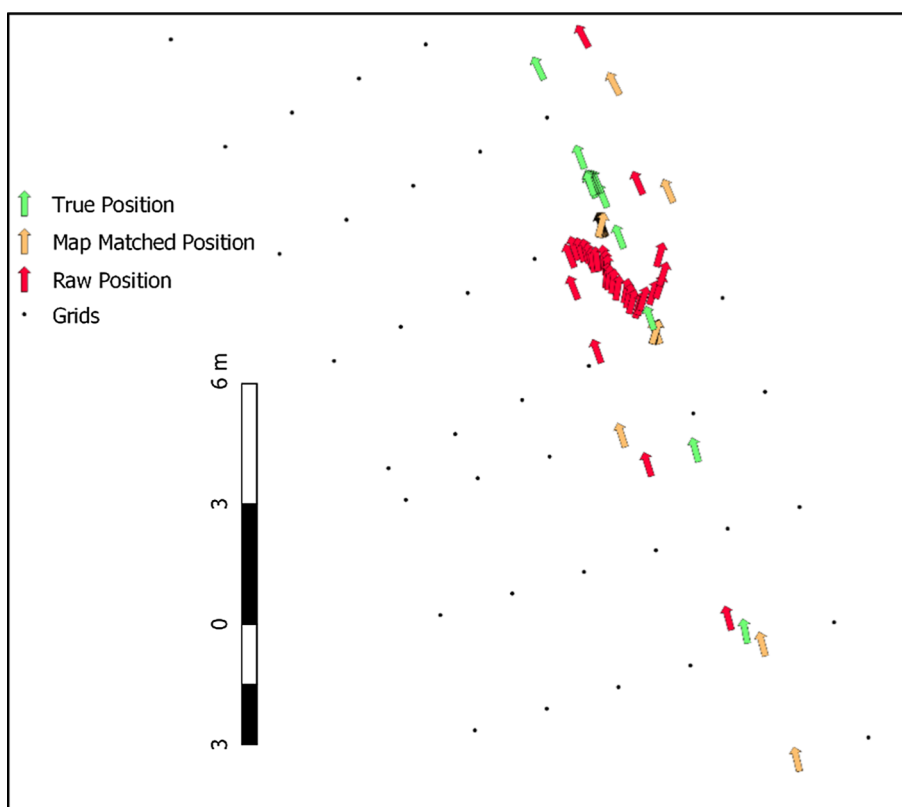 True Position
Map Matched Position
Raw Position
Grids
6 m
3
0
3